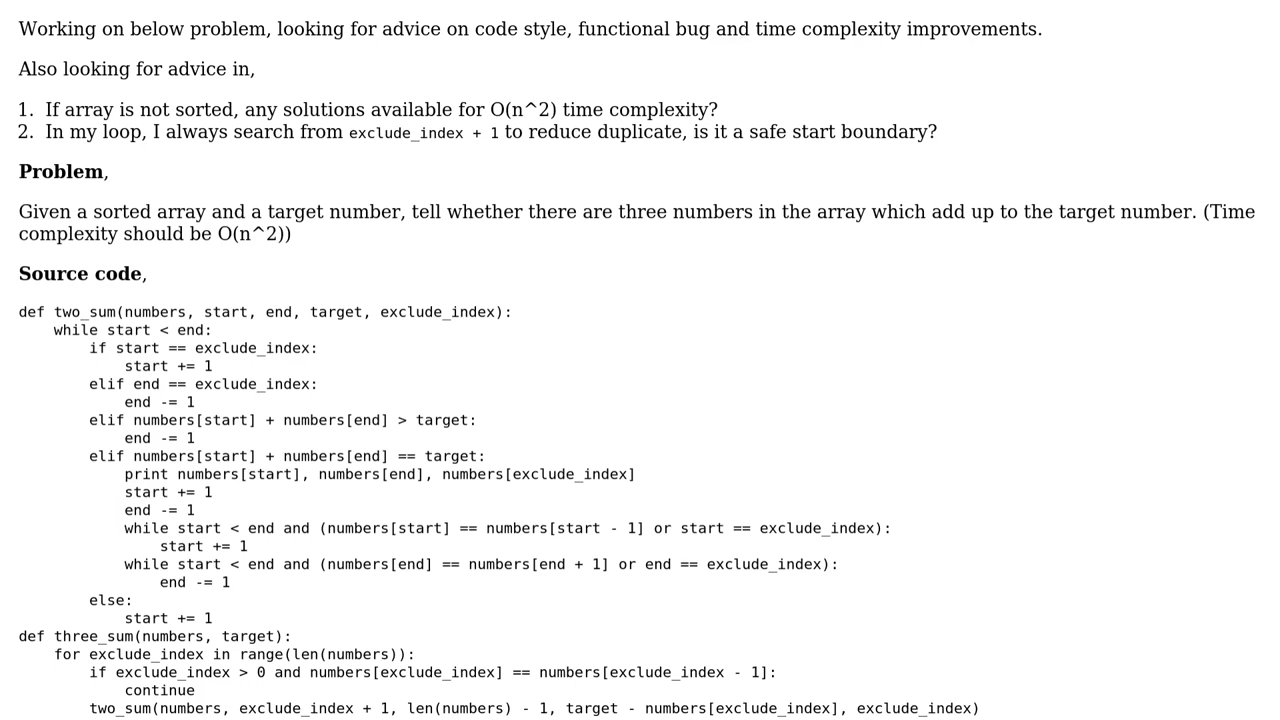 Working on below problem, looking for advice on code style, functional bug and time complexity improvements.
Also looking for advice in,
1. If array is not sorted, any solutions available for O(n^2) time complexity?
2. In my loop, I always search from exclude_index + 1 to reduce duplicate, is it a safe start boundary?
Problem,
Given a sorted array and a target number, tell whether there are three numbers in the array which add up to the target number. (Time
complexity should be O(n^2))
Source code,
def two_sum(numbers, start, end, target, exclude_index):
    while start < end:
        if start == exclude_index:
            start += 1
        elif end == exclude_index:
            end -= 1
        elif numbers[start] + numbers[end] > target:
            end -= 1
        elif numbers[start] + numbers[end] == target:
            print numbers[start], numbers[end], numbers[exclude_index]
            start += 1
            end -= 1
            while start < end and (numbers[start] == numbers[start - 1] or start == exclude_index):
                start += 1
            while start < end and (numbers[end] == numbers[end + 1] or end == exclude_index):
                end -= 1
        else:
            start += 1
def three_sum(numbers, target):
    for exclude_index in range(len(numbers)):
        if exclude_index > 0 and numbers[exclude_index] == numbers[exclude_index - 1]:
            continue
        two_sum(numbers, exclude_index + 1, len(numbers) - 1, target - numbers[exclude_index], exclude_index)